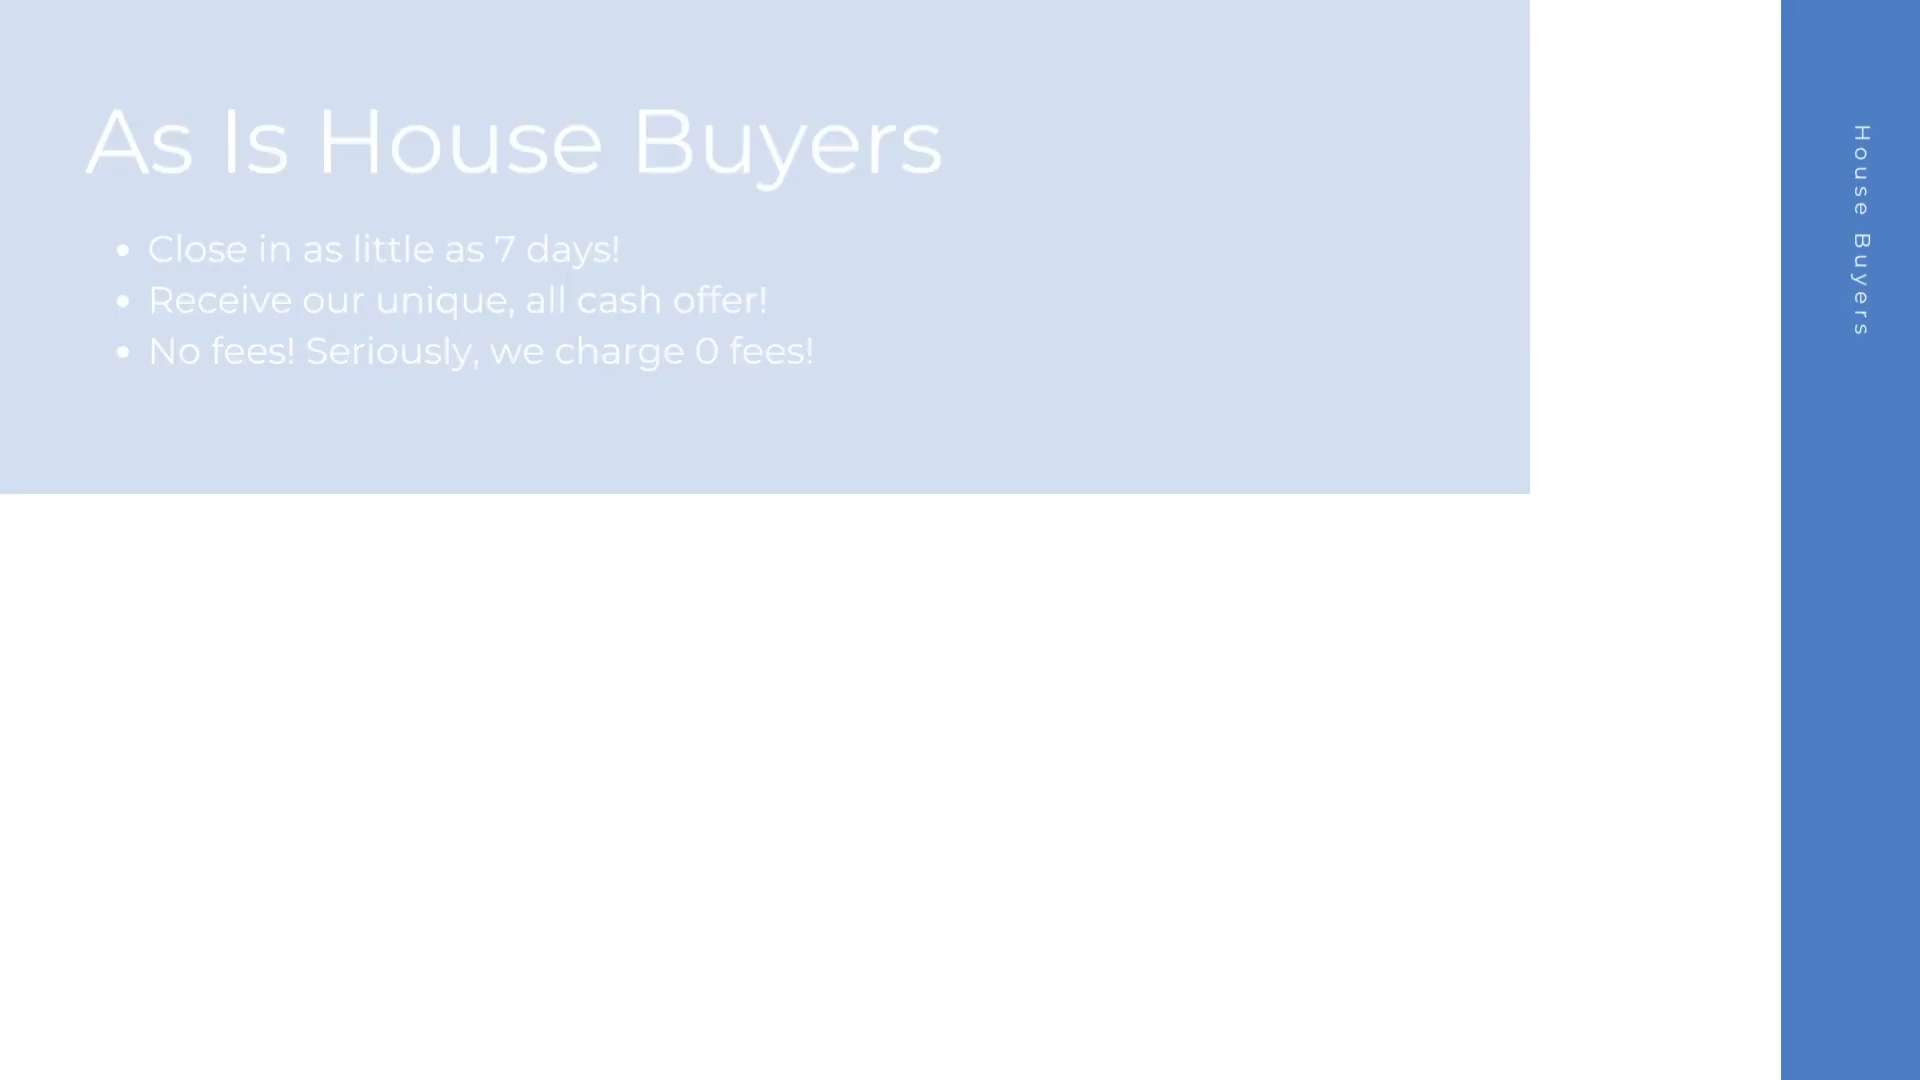 As Is House Buyers
• Close in as little as 7 days!
• Receive our unique, all cash offer!
• No fees! Seriously, we charge 0 fees!
House Buyers